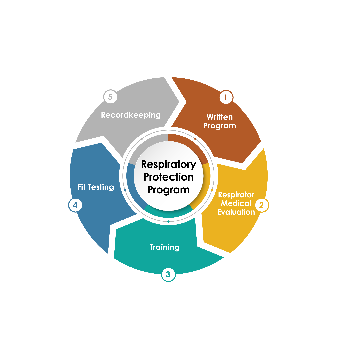 Respiratory
Protection
Program
1
Written
Program
2
Respirator
Medical
Evaluation
3
Training
4
Fit Testing
5
Recordkeeping